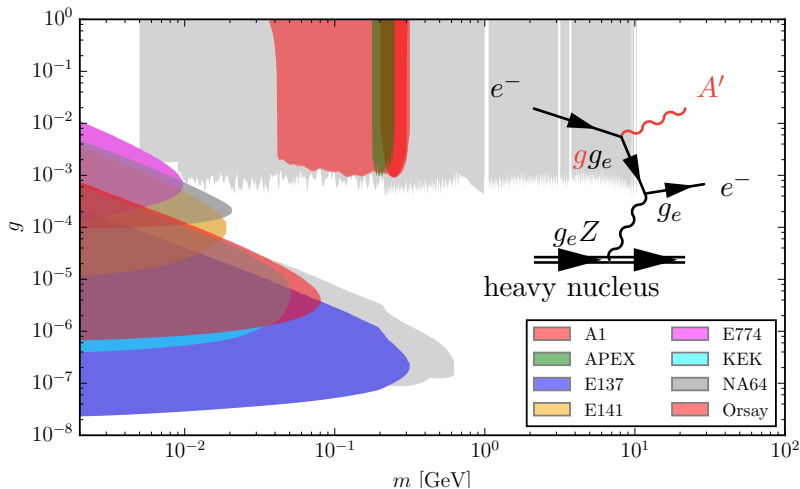 10^0
10^{-1}
10^{-2}
10^{-3}
10^{-4}
10^{-5}
10^{-6}
10^{-7}
10^{-8}
g
10^{-2}
10^{-1}
10^0
10^1
10^2
m [GeV]
e^-
A'
gg_e
e^-
g_e
g_eZ
heavy nucleus
A1
APEX
E137
E141
E774
KEK
NA64
Orsay